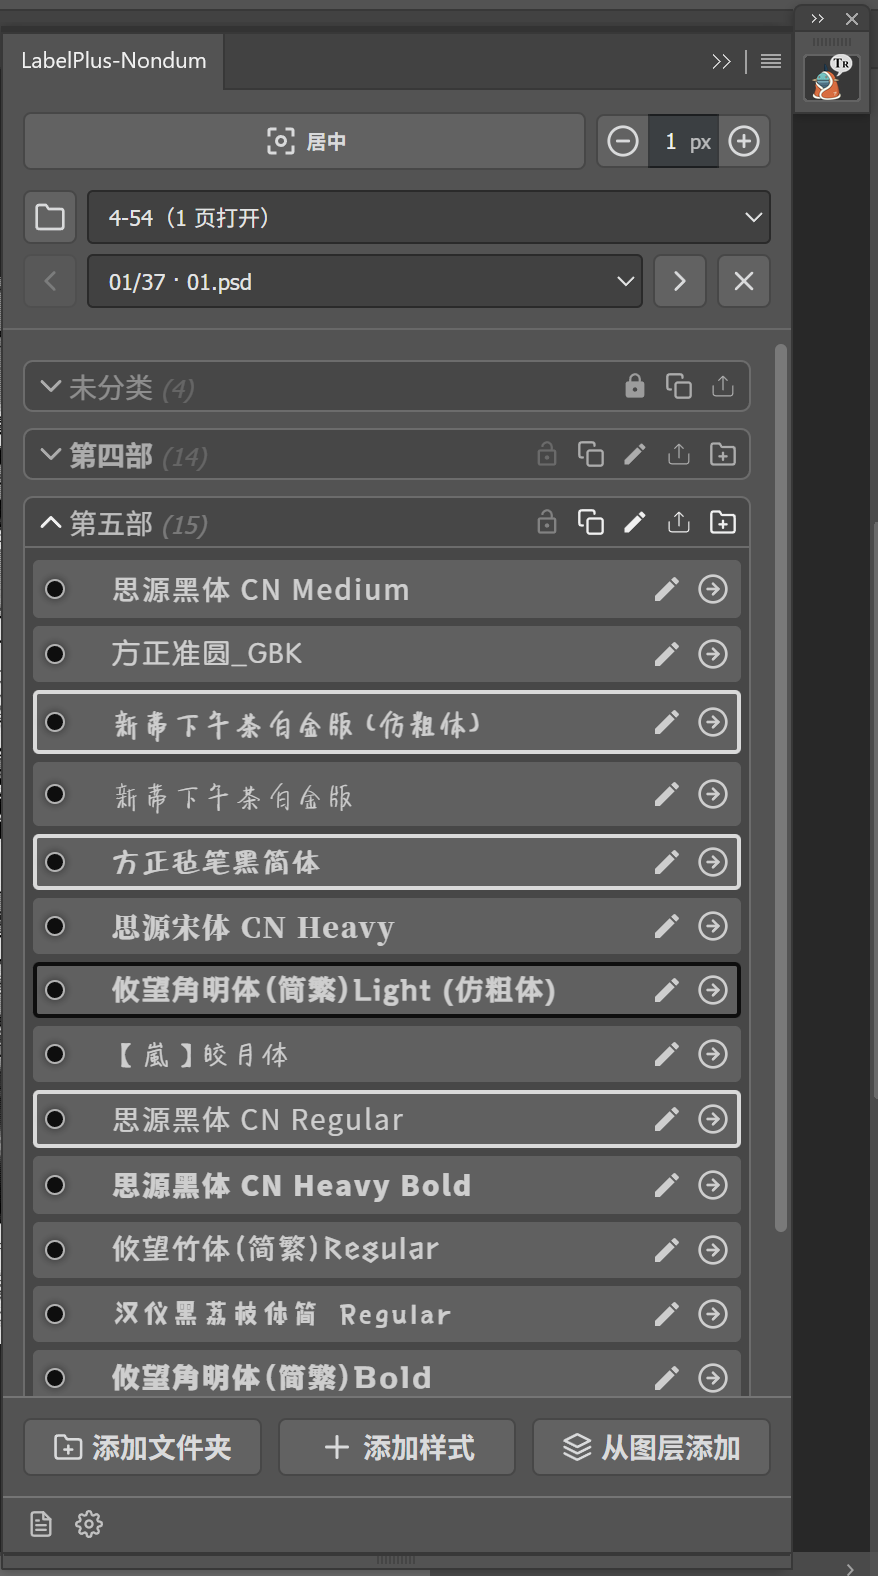 LabelPlus-Nondum
TR
居中
1 px
4-54（1 页打开）
01/37 · 01.psd
未分类 (4)
第四部 (14)
第五部 (15)
思源黑体 CN Medium
方正准圆_GBK
新蒂下午茶白金版 (仿粗体)
新蒂下午茶白金版
方正毡笔黑简体
思源宋体 CN Heavy
攸望角明体(简繁)Light (仿粗体)
【嵐】皎月体
思源黑体 CN Regular
思源黑体 CN Heavy Bold
攸望竹体(简繁)Regular
汉仪黑荔枝体简 Regular
攸望角明体(简繁)Bold
添加文件夹
添加样式
从图层添加